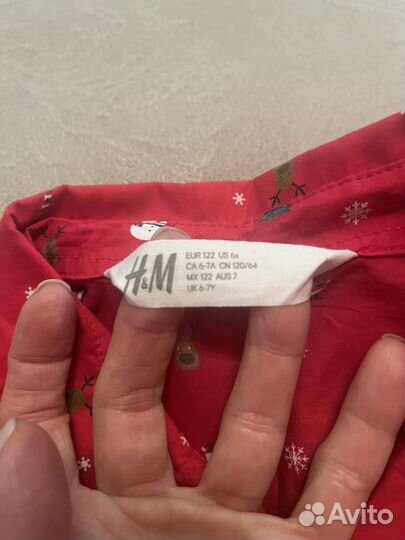 H&M
EUR 122 US 6x
CA 6-7A CN 120/64
MX 122 AUS 7
UK 6-7Y
Avito